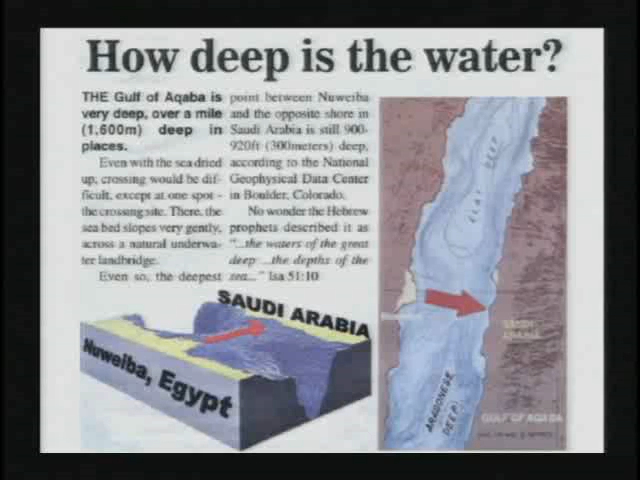 How deep is the water?
THE Gulf of Aqaba is
very deep, over a mile
(1,600m) deep in
places.
Even with the sea dried
up, crossing would be dif-
ficult, except at one spot -
the crossing site. There, the
sea bed slopes very gently,
across a natural underwa-
ter landbridge.
Even so, the deepest
point between Nuweiba
and the opposite shore in
Saudi Arabia is still 900-
920ft (300meters) deep,
according to the National
Geophysical Data Center
in Boulder, Colorado.
No wonder the Hebrew
prophets described it as
"...the waters of the great
deep ...the depths of the
sea..." Isa 51:10
SAUDI ARABIA
Nuweiba, Egypt
DEEP
SAUDI
ARABIA
ARAGONESE
DEEP
GULF OF AQABA